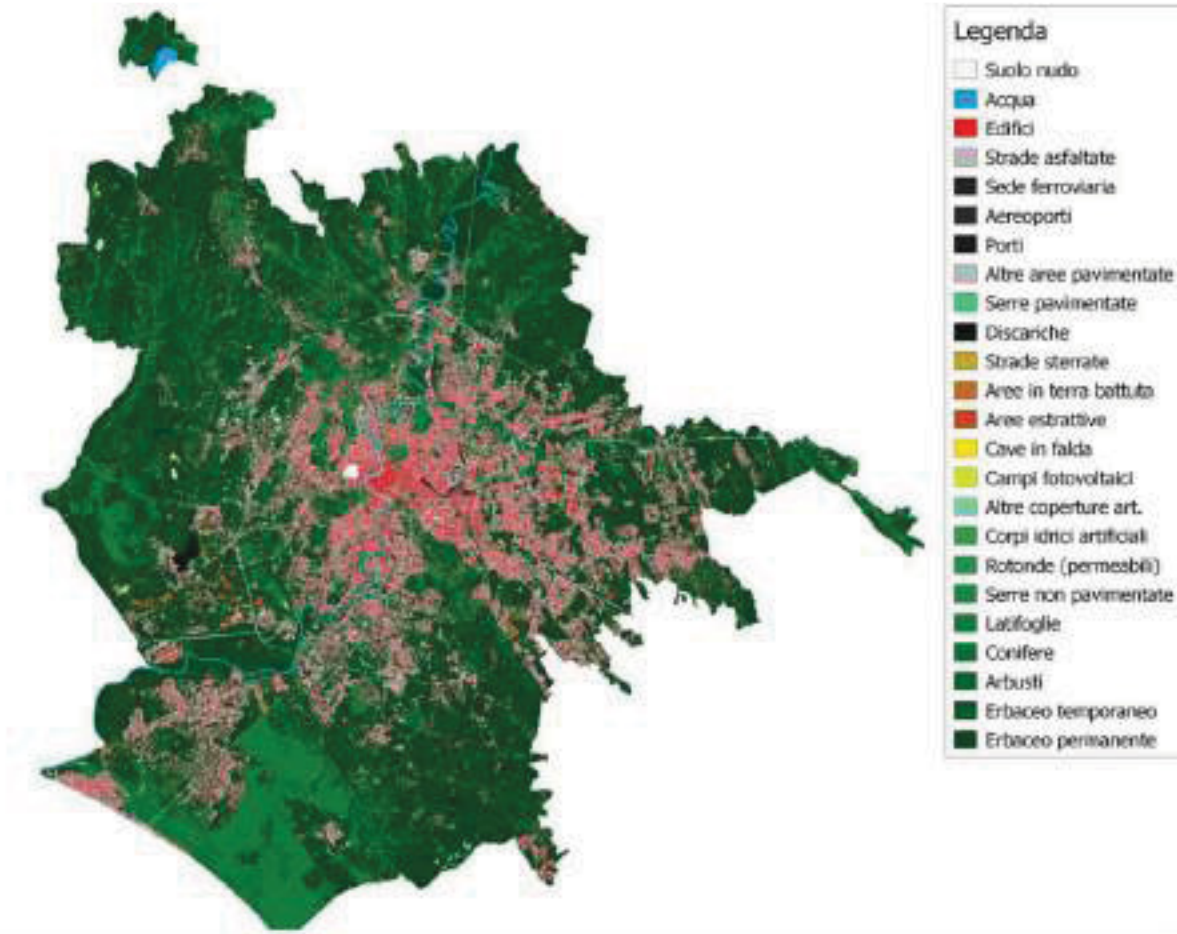 Legenda
Suolo nudo
Acqua
Edifici
Strade asfaltate
Sede ferroviaria
Aereoporti
Porti
Altre aree pavimentate
Serre pavimentate
Discariche
Strade sterrate
Aree in terra battuta
Aree estrattive
Cave in falda
Campi fotovoltaici
Altre coperture art.
Corpi idrici artificiali
Rotonde (permeabili)
Serre non pavimentate
Latifoglie
Conifere
Arbusti
Erbaceo temporaneo
Erbaceo permanente